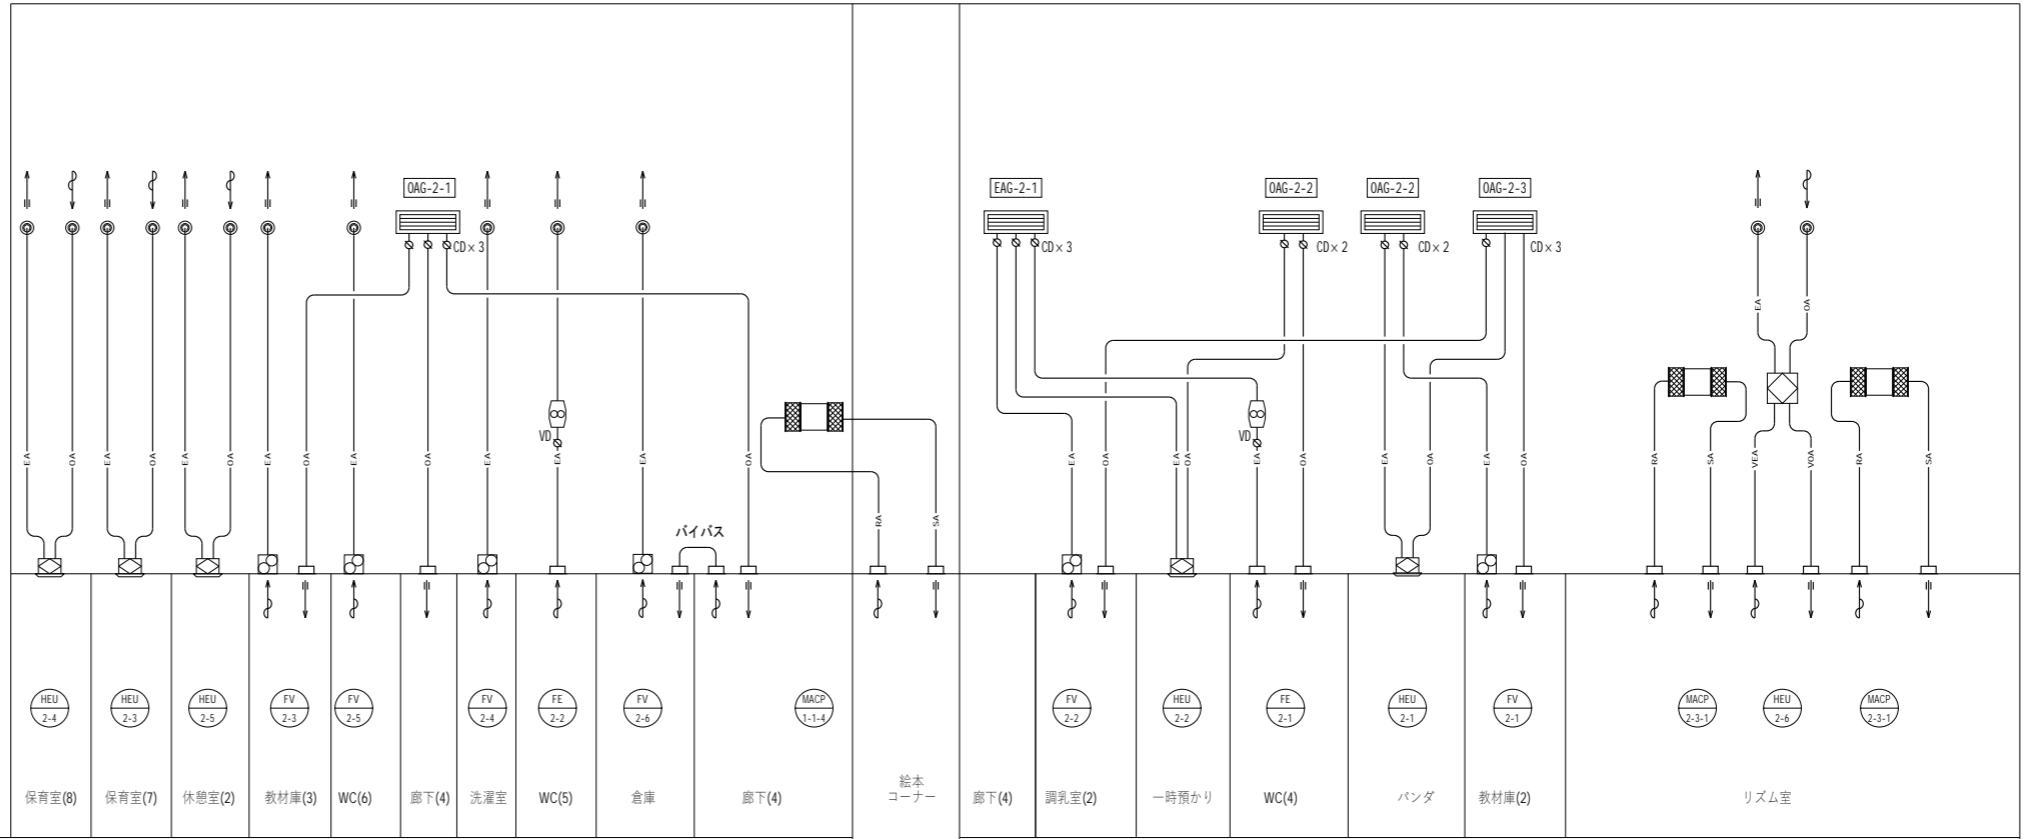 OAG-2-1
EAG-2-1
OAG-2-2
OAG-2-2
OAG-2-3
CD×3
CD×3
CD×2
CD×2
CD×3
EA
OA
VD
VD
EA
OA
EA
OA
EA
OA
EA
OA
EA
OA
EA
EA
EA
OA
EA
OA
EA
OA
EA
OA
EA
OA
EA
OA
RA
SA
VEA
VOA
RA
SA
RA
SA
バイパス
HEU
2-4
HEU
2-3
HEU
2-5
FV
2-3
FV
2-5
FV
2-4
FE
2-2
FV
2-6
MACP
1-1-4
FV
2-2
HEU
2-2
FE
2-1
HEU
2-1
FV
2-1
MACP
2-3-1
HEU
2-6
MACP
2-3-1
保育室(8)
保育室(7)
休憩室(2)
教材庫(3)
WC(6)
廊下(4)
洗濯室
WC(5)
倉庫
廊下(4)
絵本
コーナー
廊下(4)
調乳室(2)
一時預かり
WC(4)
パンダ
教材庫(2)
リズム室